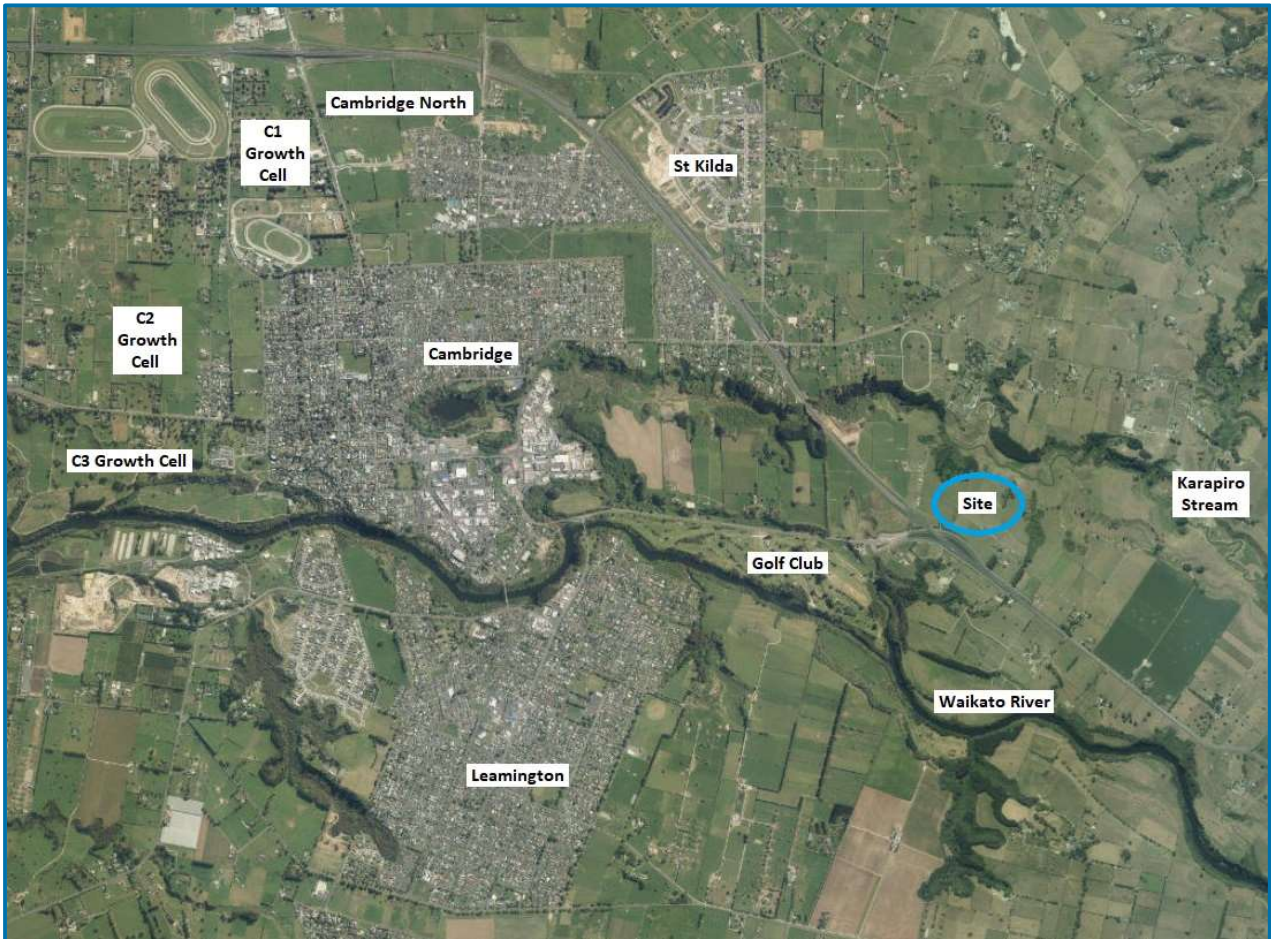 Cambridge North
C1
Growth
Cell
St Kilda
C2
Growth
Cell
Cambridge
C3 Growth Cell
Site
Karapiro
Stream
Golf Club
Waikato River
Leamington